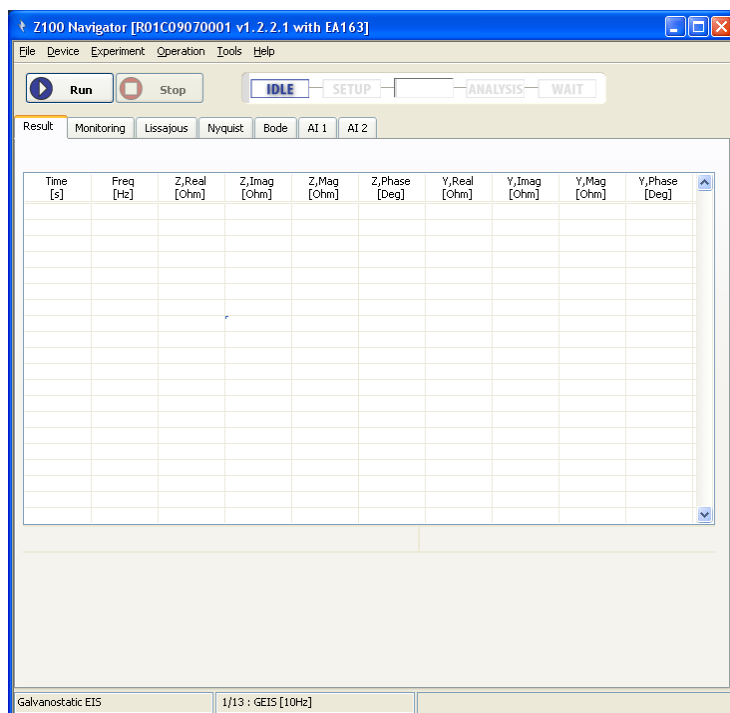 Z100 Navigator [R01C09070001 v1.2.2.1 with EA163]
File Device Experiment Operation Tools Help
Run Stop IDLE SETUP ANALYSIS WAIT
Result Monitoring Lissajous Nyquist Bode AI 1 AI 2
Time Freq Z,Real Z,Imag Z,Mag Z,Phase Y,Real Y,Imag Y,Mag Y,Phase
[s] [Hz] [Ohm] [Ohm] [Ohm] [Deg] [Ohm] [Ohm] [Ohm] [Deg]
Galvanostatic EIS 1/13 : GEIS [10Hz]